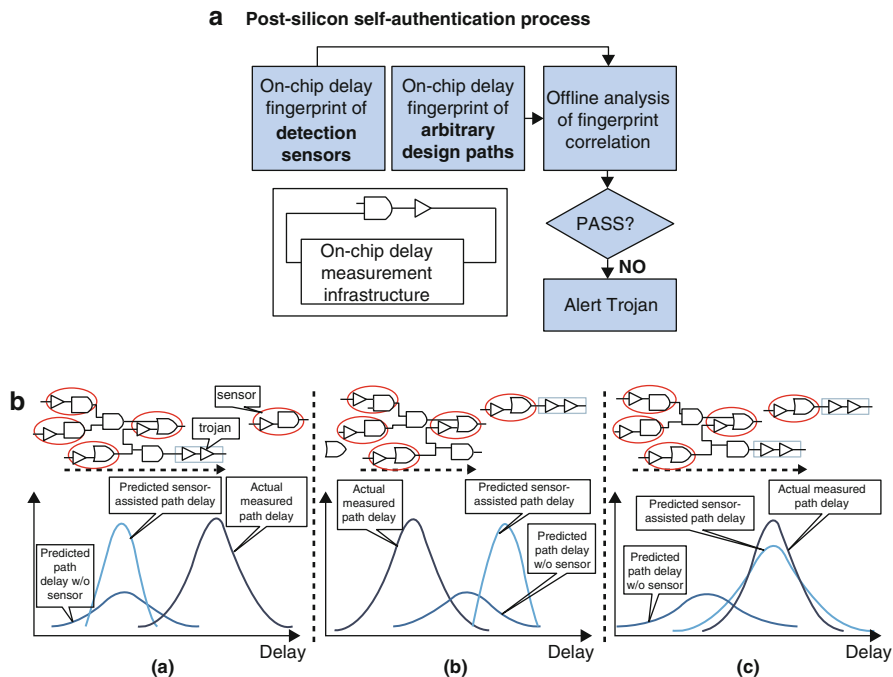 a Post-silicon self-authentication process
On-chip delay
fingerprint of
detection
sensors
On-chip delay
fingerprint of
arbitrary
design paths
Offline analysis
of fingerprint
correlation
On-chip delay
measurement
infrastructure
PASS?
NO
Alert Trojan
b
sensor
trojan
Predicted sensor-
assisted path delay
Actual
measured
path delay
Predicted
path
delay w/o
sensor
Delay
(a)
Actual
measured
path delay
Predicted
sensor-assisted
path delay
Predicted
path delay
w/o sensor
Delay
(b)
Predicted sensor-
assisted path delay
Actual measured
path delay
Predicted
path delay
w/o sensor
Delay
(c)